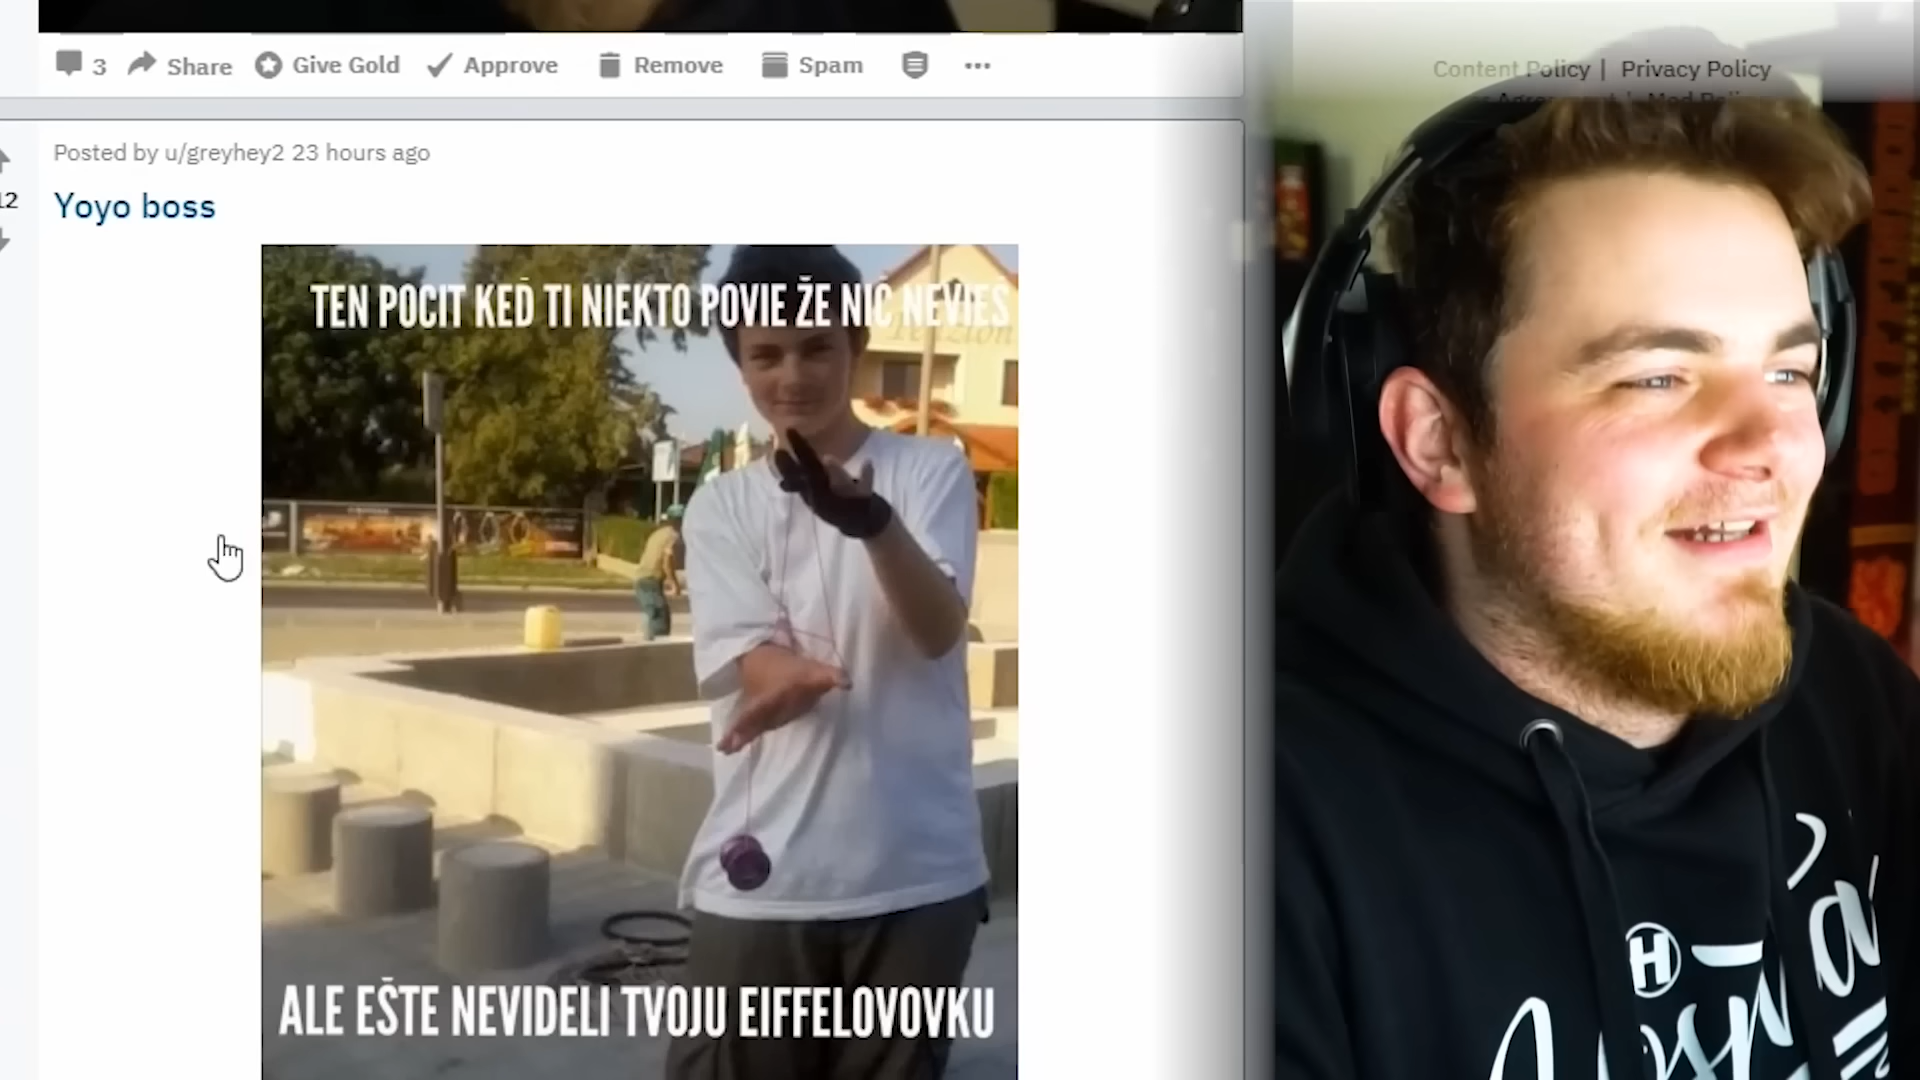 3 Share Give Gold Approve Remove Spam
Content Policy | Privacy Policy
Posted by u/greyhey2 23 hours ago
12
Yoyo boss
TEN POCIT KEĎ TI NIEKTO POVIE ŽE NIČ NEVIEŠ
ALE EŠTE NEVIDELI TVOJU EIFFELOVOVKU
H